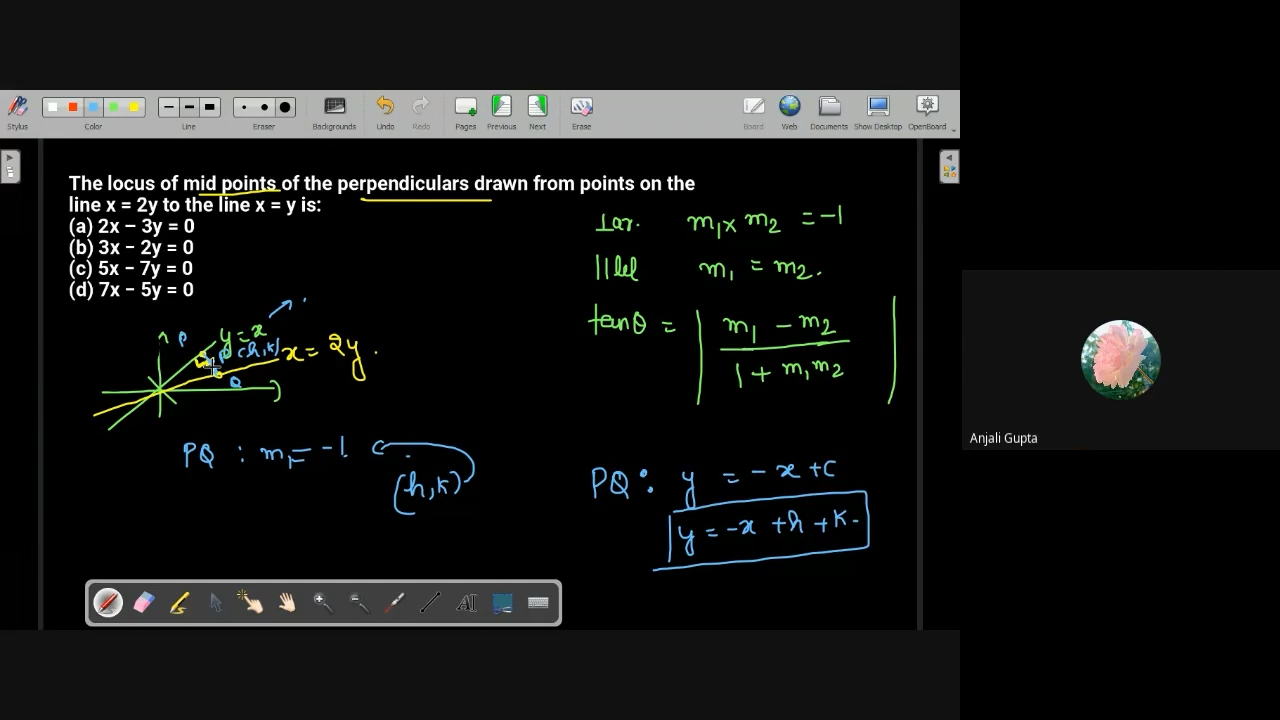 Stylus
Color
Line
Eraser
Backgrounds
Undo
Redo
Pages
Previous
Next
Erase
Board
Web
Documents
Show Desktop
OpenBoard
The locus of mid points of the perpendiculars drawn from points on the
line x = 2y to the line x = y is:
(a) 2x − 3y = 0
(b) 3x − 2y = 0
(c) 5x − 7y = 0
(d) 7x − 5y = 0
⊥ar. m₁ x m₂ = -1
||lel m₁ = m₂.
tanθ = | m₁ - m₂ / 1 + m₁m₂ |
P
y = x
(h,k)
x = 2y
Q
PQ : m₁ = -1.
(h,k)
PQ: y = -x + c
y = -x + h + k.
AI
Anjali Gupta